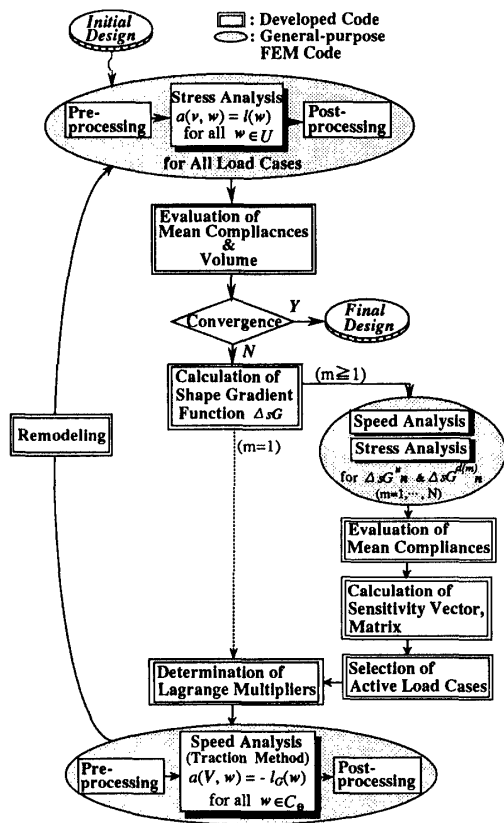 Initial
Design
: Developed Code
: General-purpose
FEM Code
Pre-
processing
Stress Analysis
a(v, w) = l(w)
for all w∈U
Post-
processing
for All Load Cases
Evaluation of
Mean Compliacnces
&
Volume
Convergence
Y
Final
Design
N
Calculation of
Shape Gradient
Function ΔsG
(m≧1)
(m=1)
Remodeling
Speed Analysis
Stress Analysis
for ΔsGᵘn & ΔsG^{d(m)}n
(m=1,···, N)
Evaluation of
Mean Compliances
Calculation of
Sensitivity Vector,
Matrix
Selection of
Active Load Cases
Determination of
Lagrange Multipliers
Pre-
processing
Speed Analysis
(Traction Method)
a(V, w) = - lG(w)
for all w∈CΘ
Post-
processing